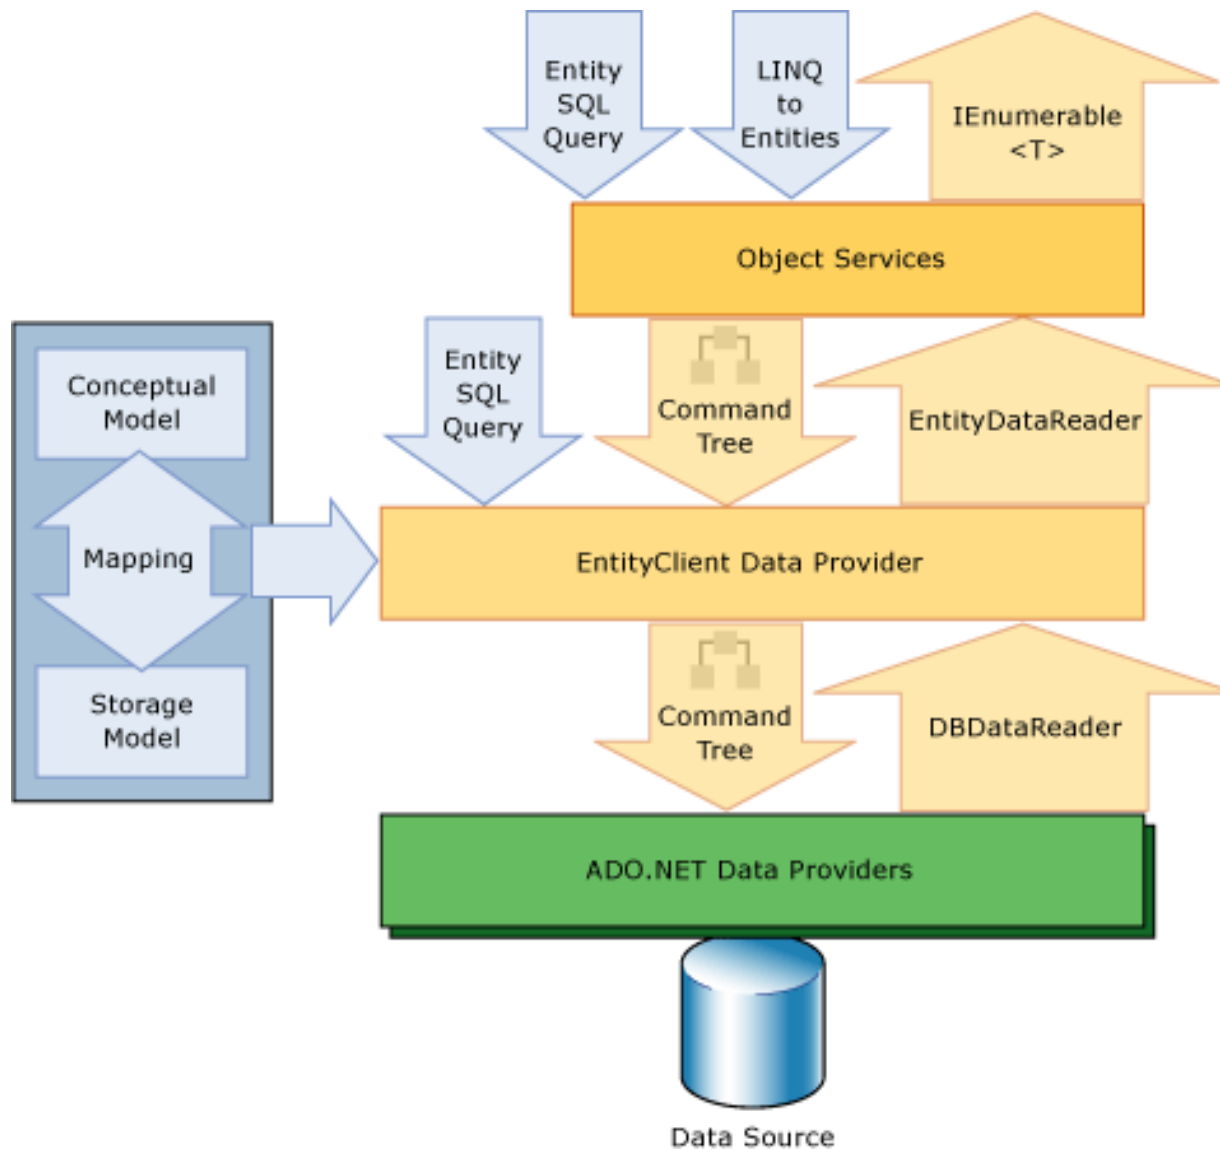 Entity
SQL
Query
LINQ
to
Entities
IEnumerable
<T>
Object Services
Conceptual
Model
Mapping
Storage
Model
Entity
SQL
Query
Command
Tree
EntityDataReader
EntityClient Data Provider
Command
Tree
DBDataReader
ADO.NET Data Providers
Data Source